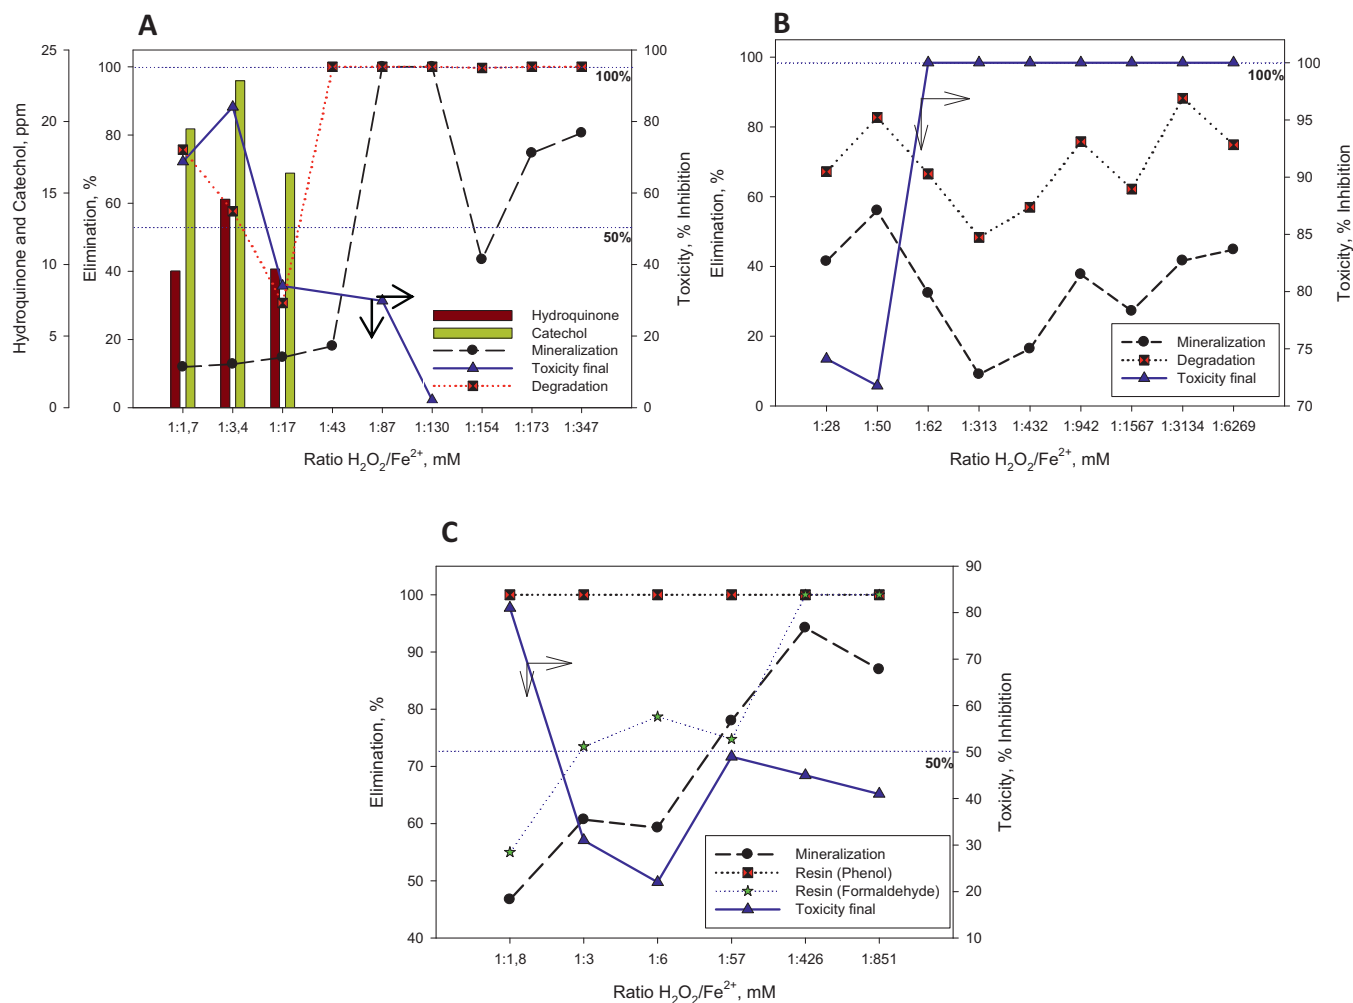 A
Hydroquinone and Catechol, ppm
25
20
15
10
5
0
Elimination, %
100
80
60
40
20
0
100%
50%
Toxicity, % Inhibition
100
80
60
40
20
0
Hydroquinone
Catechol
Mineralization
Toxicity final
Degradation
1:1,7 1:3,4 1:17 1:43 1:87 1:130 1:154 1:173 1:347
Ratio H₂O₂/Fe²⁺, mM
B
Elimination, %
100
80
60
40
20
0
100%
Toxicity, % Inhibition
100
95
90
85
80
75
70
Mineralization
Degradation
Toxicity final
1:28 1:50 1:62 1:313 1:432 1:942 1:1567 1:3134 1:6269
Ratio H₂O₂/Fe²⁺, mM
C
Elimination, %
100
90
80
70
60
50
40
50%
Toxicity, % Inhibition
90
80
70
60
50
40
30
20
10
Mineralization
Resin (Phenol)
Resin (Formaldehyde)
Toxicity final
1:1,8 1:3 1:6 1:57 1:426 1:851
Ratio H₂O₂/Fe²⁺, mM